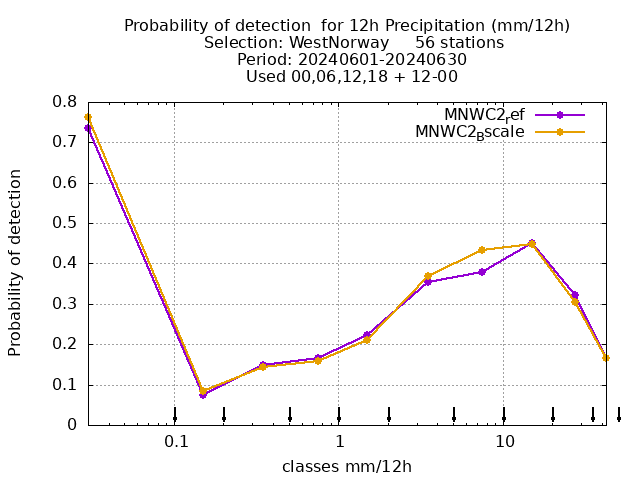 Probability of detection  for 12h Precipitation (mm/12h)
Selection: WestNorway     56 stations
Period: 20240601-20240630
Used 00,06,12,18 + 12-00
MNWC2ref
MNWC2Bscale
Probability of detection
0.8
0.7
0.6
0.5
0.4
0.3
0.2
0.1
0
0.1
1
10
classes mm/12h